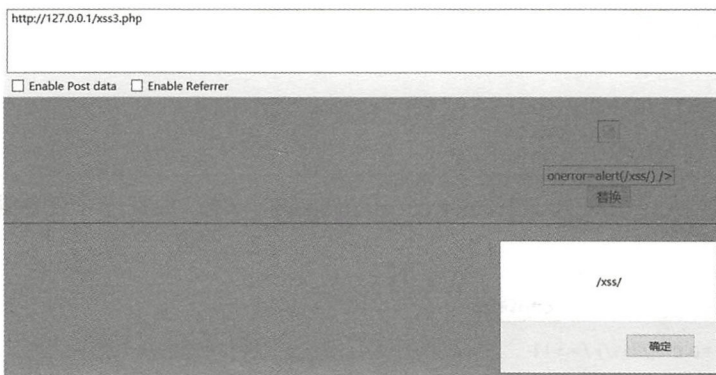 http://127.0.0.1/xss3.php
Enable Post data Enable Referrer
onerror=alert(/xss/) />
替换
/xss/
确定